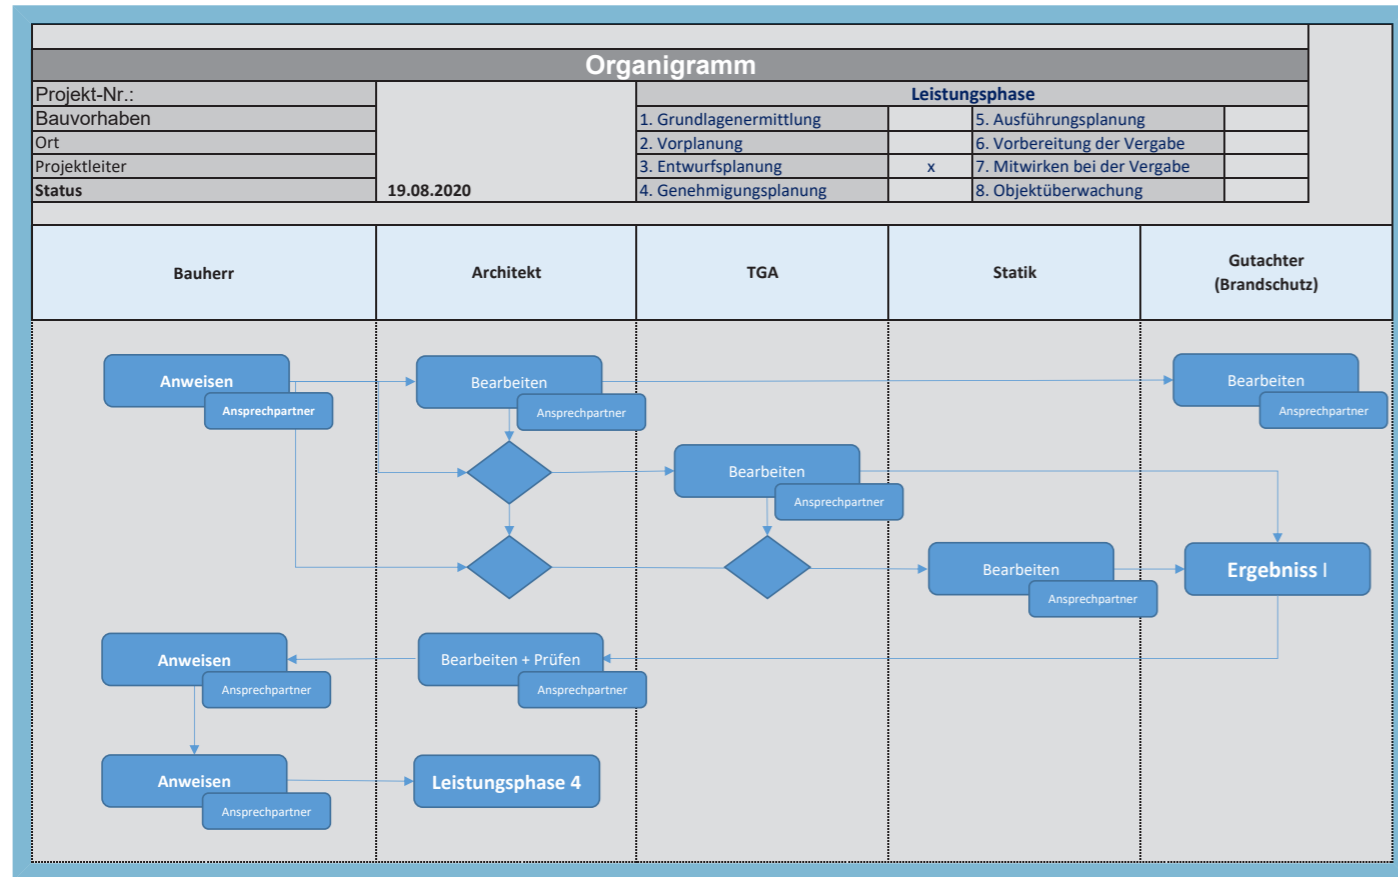 Organigramm
Projekt-Nr.:
Leistungsphase
Bauvorhaben
1. Grundlagenermittlung
5. Ausführungsplanung
Ort
2. Vorplanung
6. Vorbereitung der Vergabe
Projektleiter
3. Entwurfsplanung
x
7. Mitwirken bei der Vergabe
Status
19.08.2020
4. Genehmigungsplanung
8. Objektüberwachung
Bauherr
Architekt
TGA
Statik
Gutachter
(Brandschutz)
Anweisen
Ansprechpartner
Bearbeiten
Ansprechpartner
Bearbeiten
Ansprechpartner
Bearbeiten
Ansprechpartner
Bearbeiten
Ansprechpartner
Ergebniss I
Anweisen
Ansprechpartner
Bearbeiten + Prüfen
Ansprechpartner
Anweisen
Ansprechpartner
Leistungsphase 4